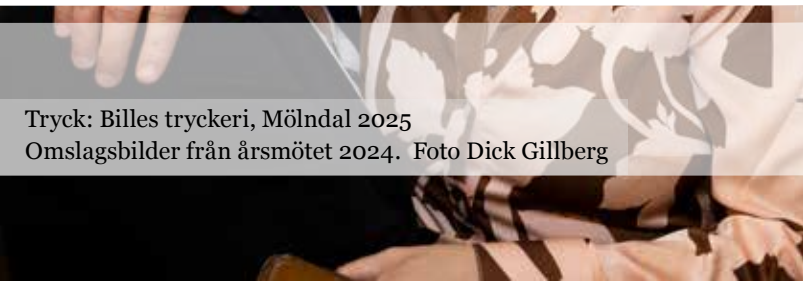 Tryck: Billes tryckeri, Mölndal 2025
Omslagsbilder från årsmötet 2024.  Foto Dick Gillberg